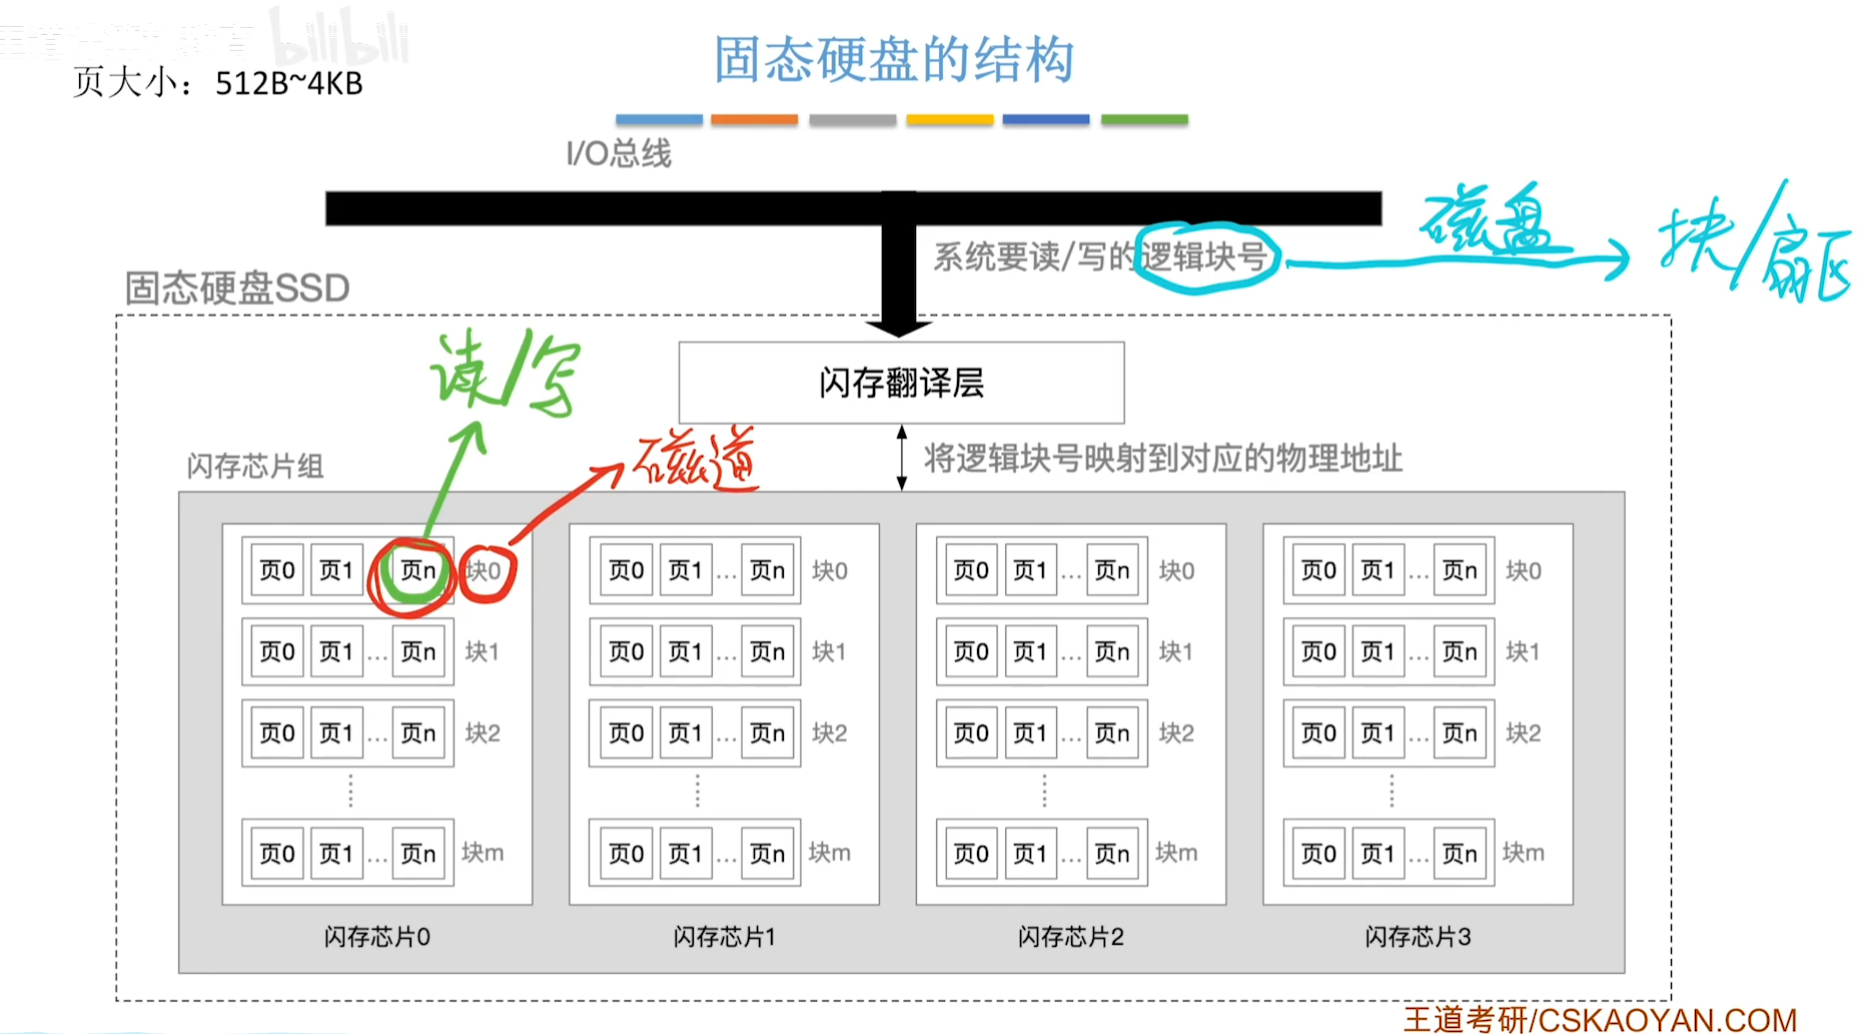 bilibili
固态硬盘的结构
页大小：512B~4KB
I/O总线
磁盘
块/扇区
系统要读/写的逻辑块号
固态硬盘SSD
读/写
闪存翻译层
磁道
闪存芯片组
将逻辑块号映射到对应的物理地址
页0 页1 页n 块0 页0 页1 … 页n 块0 页0 页1 … 页n 块0 页0 页1 … 页n 块0
页0 页1 … 页n 块1 页0 页1 … 页n 块1 页0 页1 … 页n 块1 页0 页1 … 页n 块1
页0 页1 … 页n 块2 页0 页1 … 页n 块2 页0 页1 … 页n 块2 页0 页1 … 页n 块2
页0 页1 … 页n 块m 页0 页1 … 页n 块m 页0 页1 … 页n 块m 页0 页1 … 页n 块m
闪存芯片0 闪存芯片1 闪存芯片2 闪存芯片3
王道考研/CSKAOYAN.COM